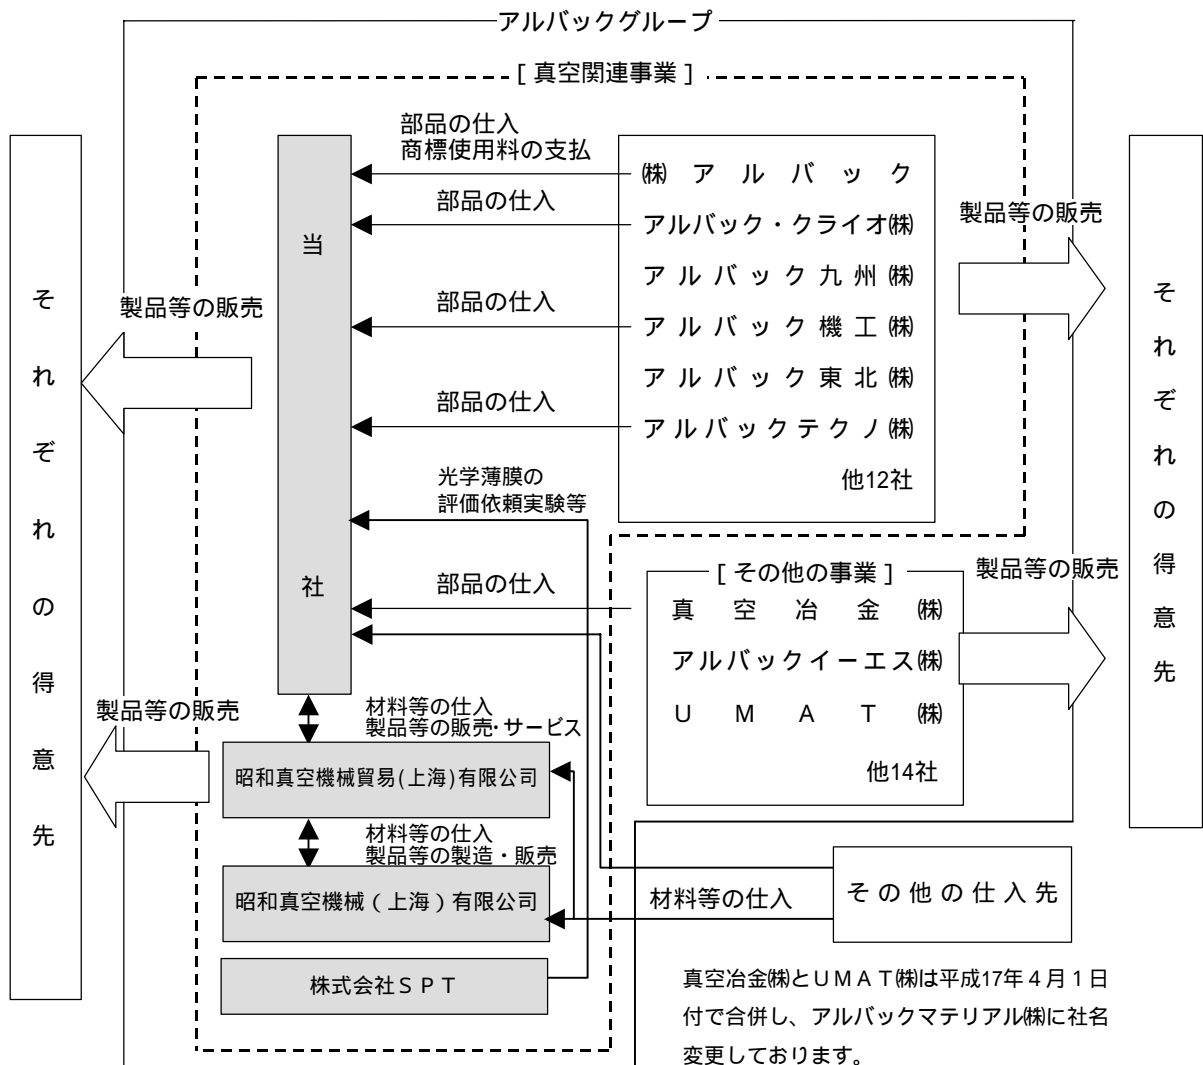 アルバックグループ
[ 真空関連事業 ]
部品の仕入
商標使用料の支払
㈱アルバック
部品の仕入
アルバック・クライオ㈱
製品等の販売
当社
アルバック九州㈱
それぞれの得意先
製品等の販売
部品の仕入
アルバック機工㈱
それぞれの得意先
アルバック東北㈱
部品の仕入
アルバックテクノ㈱
他12社
光学薄膜の
評価依頼実験等
[ その他の事業 ]
製品等の販売
部品の仕入
真空冶金㈱
アルバックイーエス㈱
製品等の販売
材料等の仕入
製品等の販売・サービス
UMAT㈱
他14社
昭和真空機械貿易(上海)有限公司
材料等の仕入
製品等の製造・販売
昭和真空機械（上海）有限公司
材料等の仕入
その他の仕入先
株式会社ＳＰＴ
真空冶金㈱とＵＭＡＴ㈱は平成17年４月１日
付で合併し、アルバックマテリアル㈱に社名
変更しております。